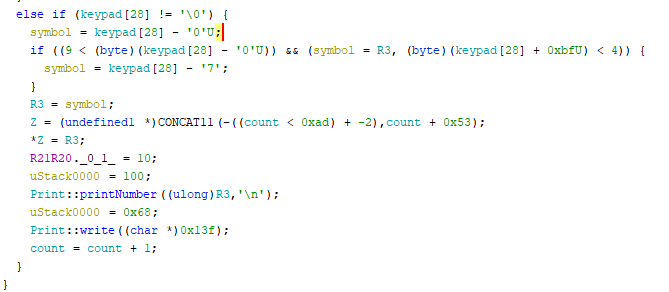 else if (keypad[28] != '\0') {
symbol = keypad[28] - '0'U;
if ((9 < (byte)(keypad[28] - '0'U)) && (symbol = R3, (byte)(keypad[28] + 0xbfU) < 4)) {
symbol = keypad[28] - '7';
}
R3 = symbol;
Z = (undefined1 *)CONCAT11(-((count < 0xad) + -2),count + 0x53);
*Z = R3;
R21R20._0_1_ = 10;
uStack0000 = 100;
Print::printNumber((ulong)R3,'\n');
uStack0000 = 0x68;
Print::write((char *)0x13f);
count = count + 1;
}
}